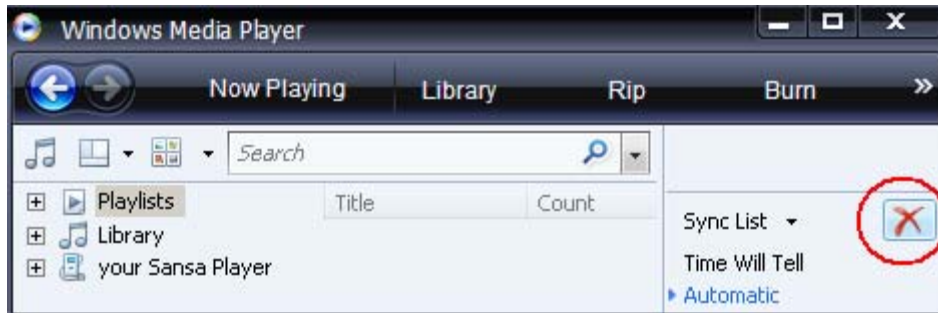 Windows Media Player
Now Playing Library Rip Burn »
Search
Playlists Title Count
Library
your Sansa Player
Sync List
Time Will Tell
Automatic